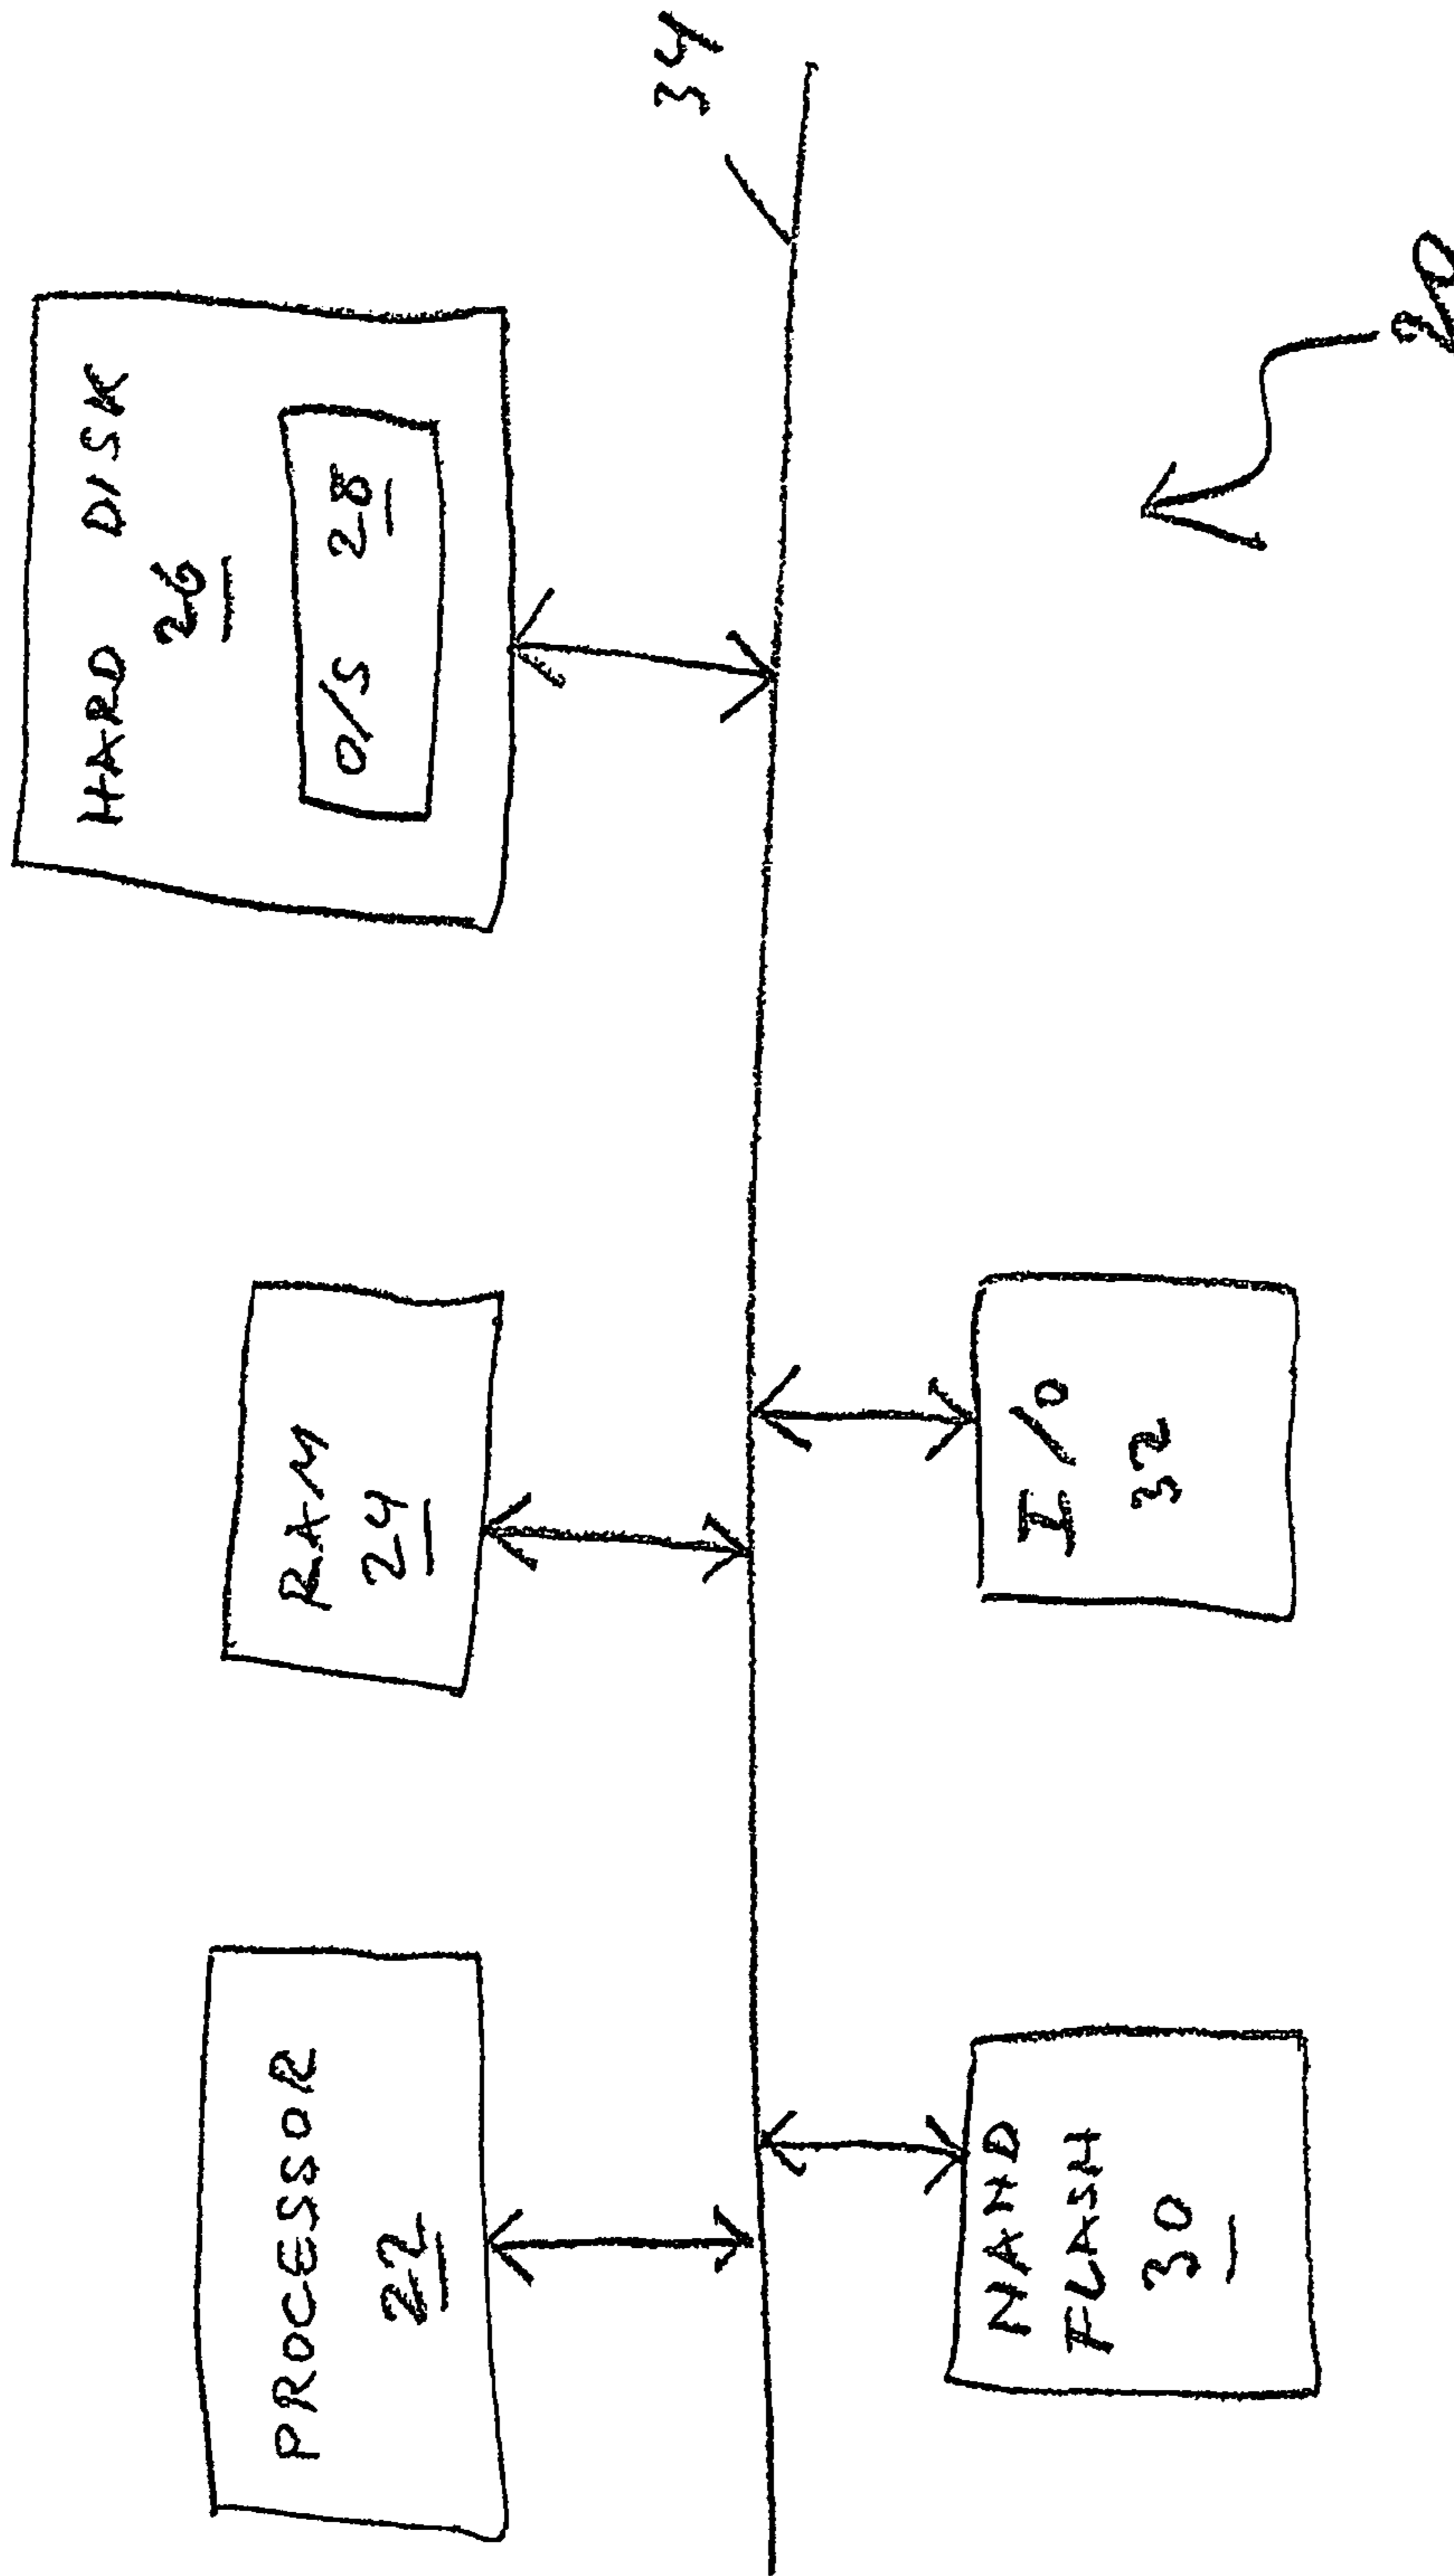 PROCESSOR
22
RAM
24
HARD DISK
26
O/S 28
34
NAND
FLASH
30
I/O
32
20